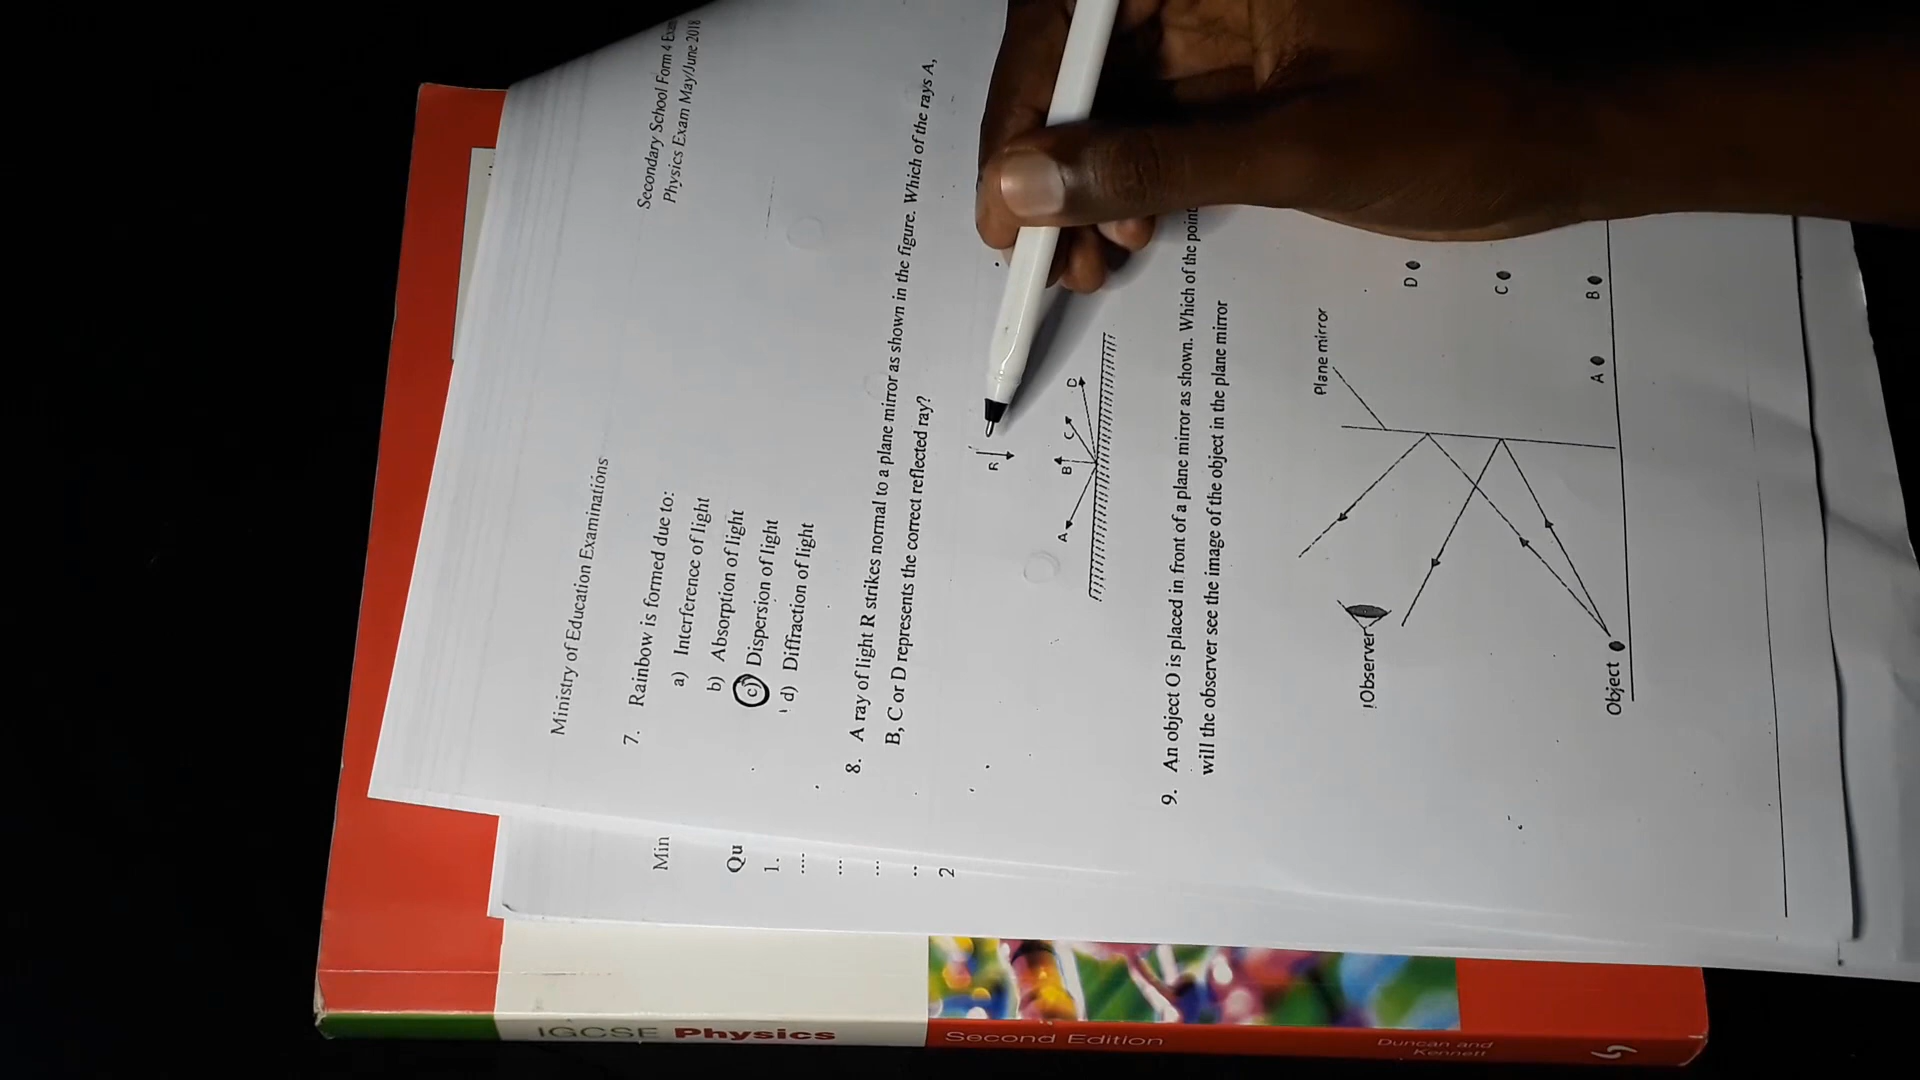 Ministry of Education Examinations
Secondary School Form 4
Physics Exam May/June 2018
7. Rainbow is formed due to:
a) Interference of light
b) Absorption of light
c) Dispersion of light
d) Diffraction of light
8. A ray of light R strikes normal to a plane mirror as shown in the figure. Which of the rays A,
B, C or D represents the correct reflected ray?
R
A
B
C
D
9. An object O is placed in front of a plane mirror as shown. Which of the point
will the observer see the image of the object in the plane mirror
Plane mirror
Observer
D
C
B
A
Object
Min
Qu
1.
....
...
...
..
2
IGCSE Physics
Second Edition
Duncan and
Kennett